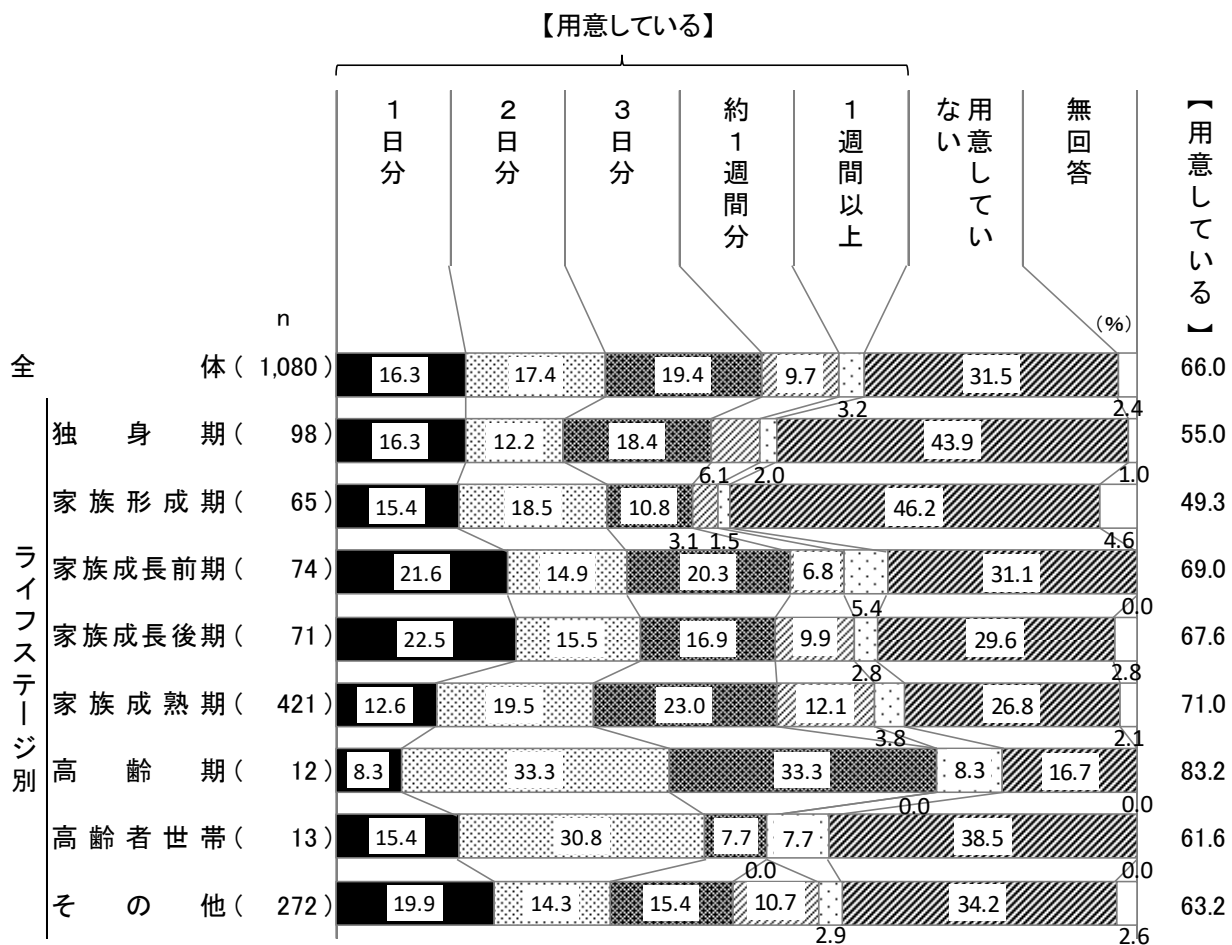 【用意している】
１日分
２日分
３日分
約１週間分
１週間以上
用意していない
無回答
【用意している】
n
(%)
全体( 1,080 ) 16.3 17.4 19.4 9.7 3.2 31.5 2.4 66.0
ライフステージ別
独身期( 98 ) 16.3 12.2 18.4 6.1 2.0 43.9 1.0 55.0
家族形成期( 65 ) 15.4 18.5 10.8 3.1 1.5 46.2 4.6 49.3
家族成長前期( 74 ) 21.6 14.9 20.3 6.8 5.4 31.1 0.0 69.0
家族成長後期( 71 ) 22.5 15.5 16.9 9.9 2.8 29.6 2.8 67.6
家族成熟期( 421 ) 12.6 19.5 23.0 12.1 3.8 26.8 2.1 71.0
高齢期( 12 ) 8.3 33.3 33.3 0.0 8.3 16.7 0.0 83.2
高齢者世帯( 13 ) 15.4 30.8 7.7 0.0 7.7 38.5 0.0 61.6
その他( 272 ) 19.9 14.3 15.4 10.7 2.9 34.2 2.6 63.2